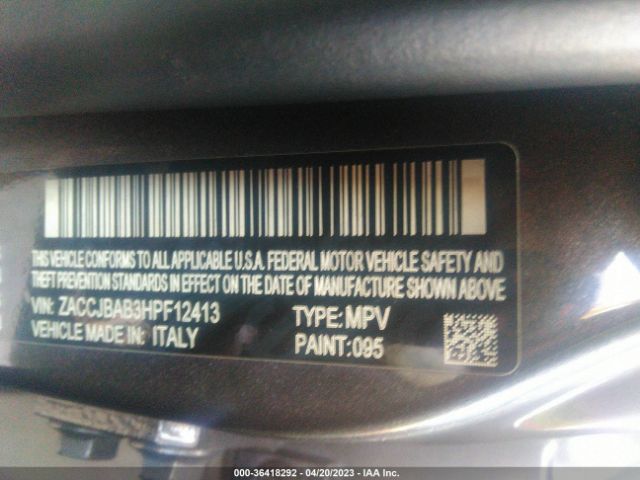 THIS VEHICLE CONFORMS TO ALL APPLICABLE U.S.A. FEDERAL MOTOR VEHICLE SAFETY AND
THEFT PREVENTION STANDARDS IN EFFECT ON THE DATE OF MANUFACTURE SHOWN ABOVE
VIN: ZACCJBAB3HPF12413 TYPE: MPV
VEHICLE MADE IN: ITALY PAINT: 095
000-36418292 - 04/20/2023 - IAA Inc.